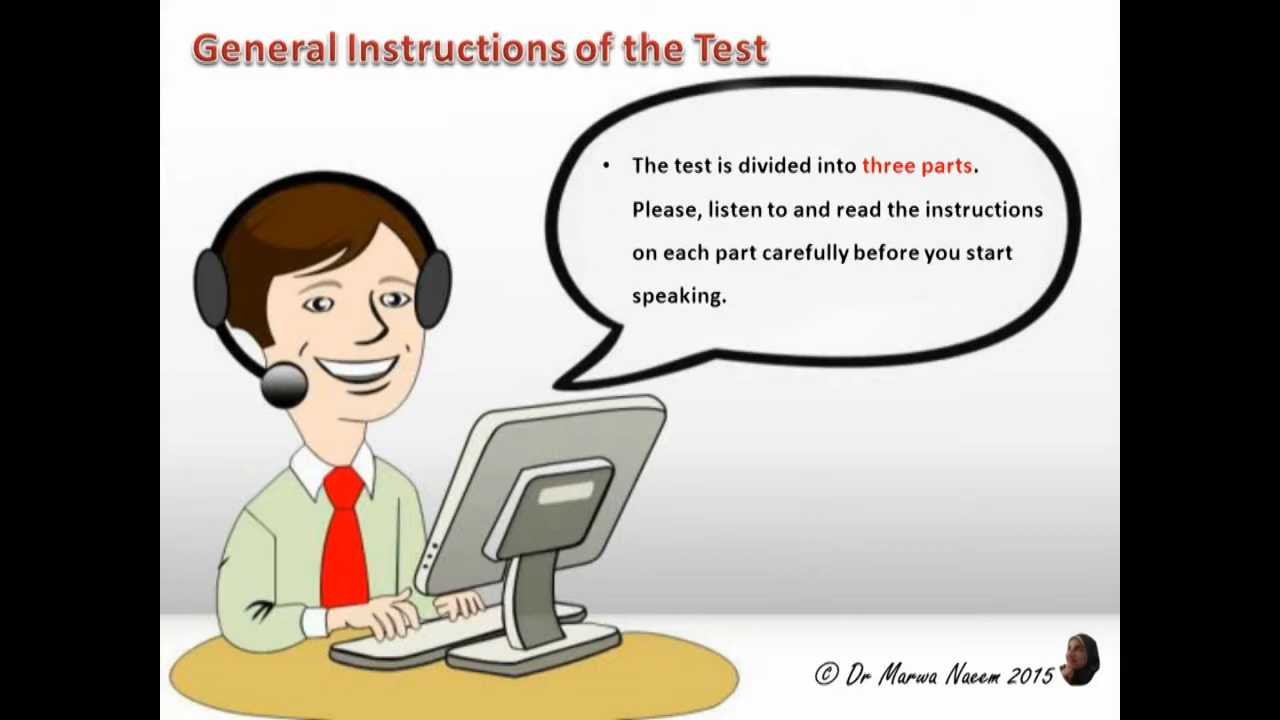 General Instructions of the Test
• The test is divided into three parts.
Please, listen to and read the instructions
on each part carefully before you start
speaking.
© Dr Marwa Naeem 2015